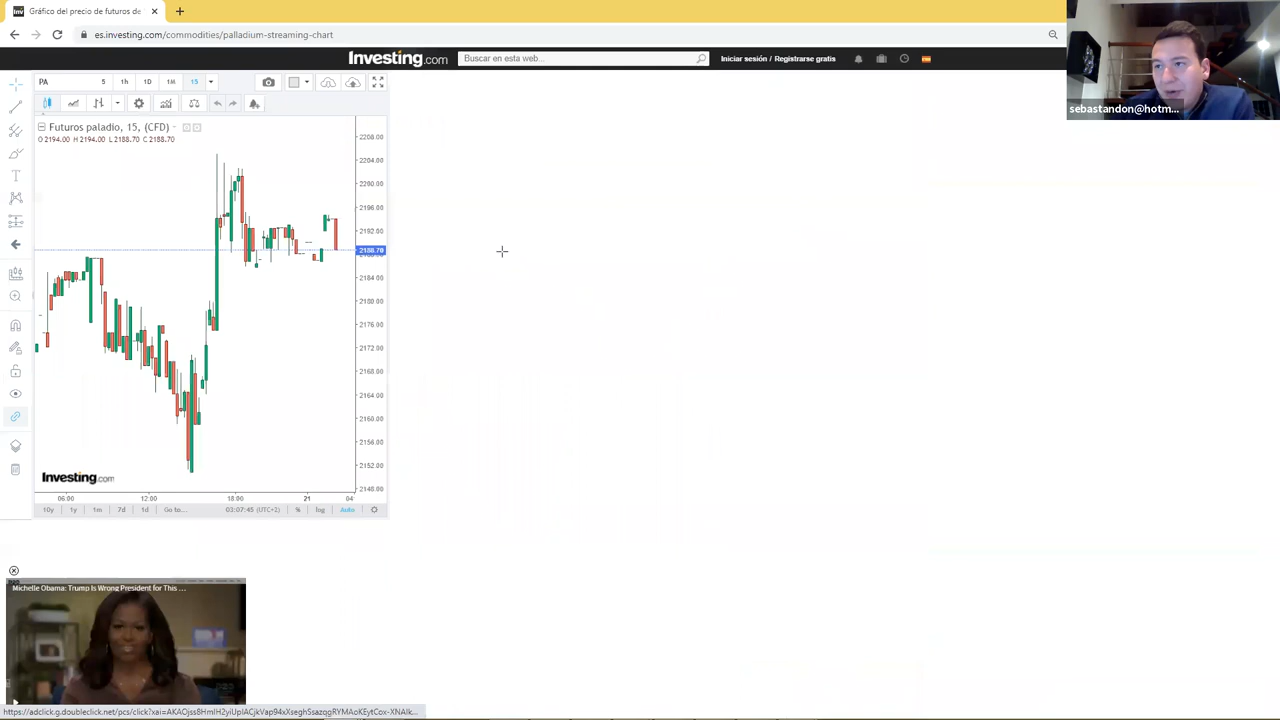 Inv Gráfico del precio de futuros de
es.investing.com/commodities/palladium-streaming-chart
Investing.com Buscar en esta web... Iniciar sesión / Registrarse gratis
sebastandon@hotm...
PA 5 1h 1D 1M 15
Futuros paladio, 15, (CFD)
O 2194.00 H 2194.00 L 2188.70 C 2188.70
2208.00
2204.00
2200.00
2196.00
2192.00
2188.70
2184.00
2180.00
2176.00
2172.00
2168.00
2164.00
2160.00
2156.00
2152.00
2148.00
Investing.com
06:00 12:00 18:00 21 04
10y 1y 1m 7d 1d Go to... 03:07:45 (UTC+2) % log Auto
Michelle Obama: Trump Is Wrong President for This ...